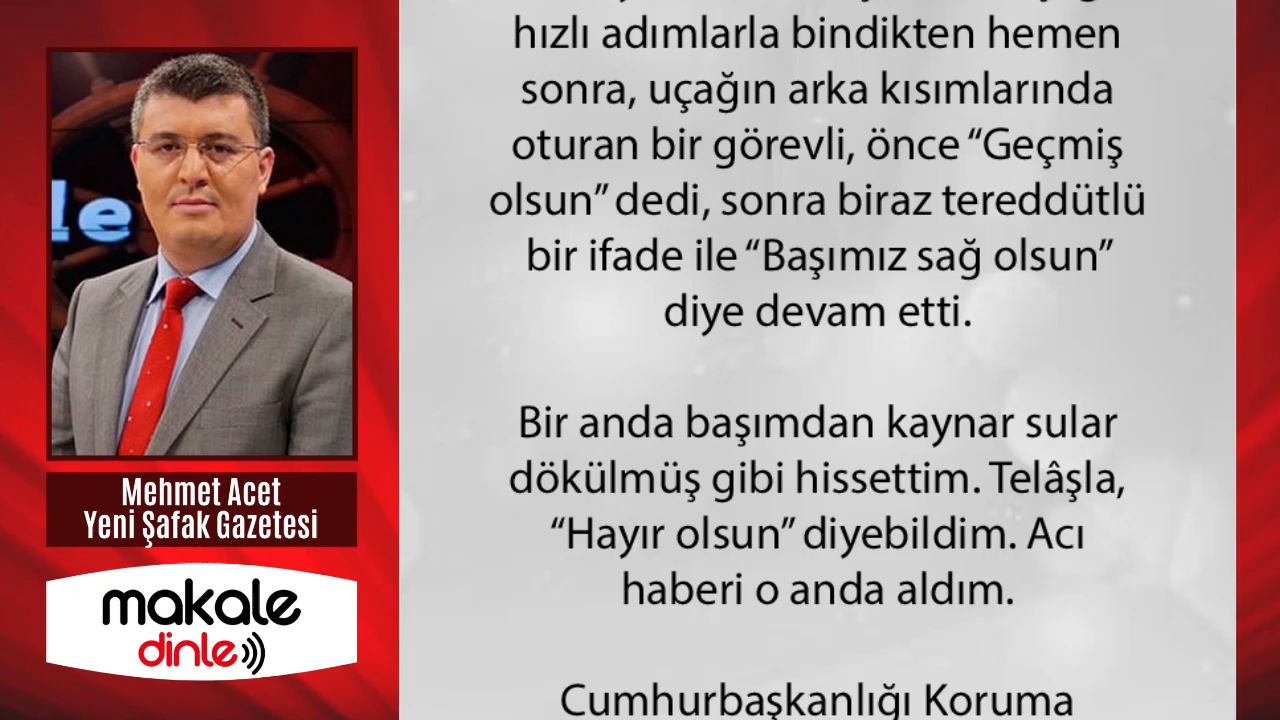 le
Mehmet Acet
Yeni Şafak Gazetesi
makale
dinle
hızlı adımlarla bindikten hemen
sonra, uçağın arka kısımlarında
oturan bir görevli, önce “Geçmiş
olsun” dedi, sonra biraz tereddütlü
bir ifade ile “Başımız sağ olsun”
diye devam etti.
Bir anda başımdan kaynar sular
dökülmüş gibi hissettim. Telâşla,
“Hayır olsun” diyebildim. Acı
haberi o anda aldım.
Cumhurbaşkanlığı Koruma